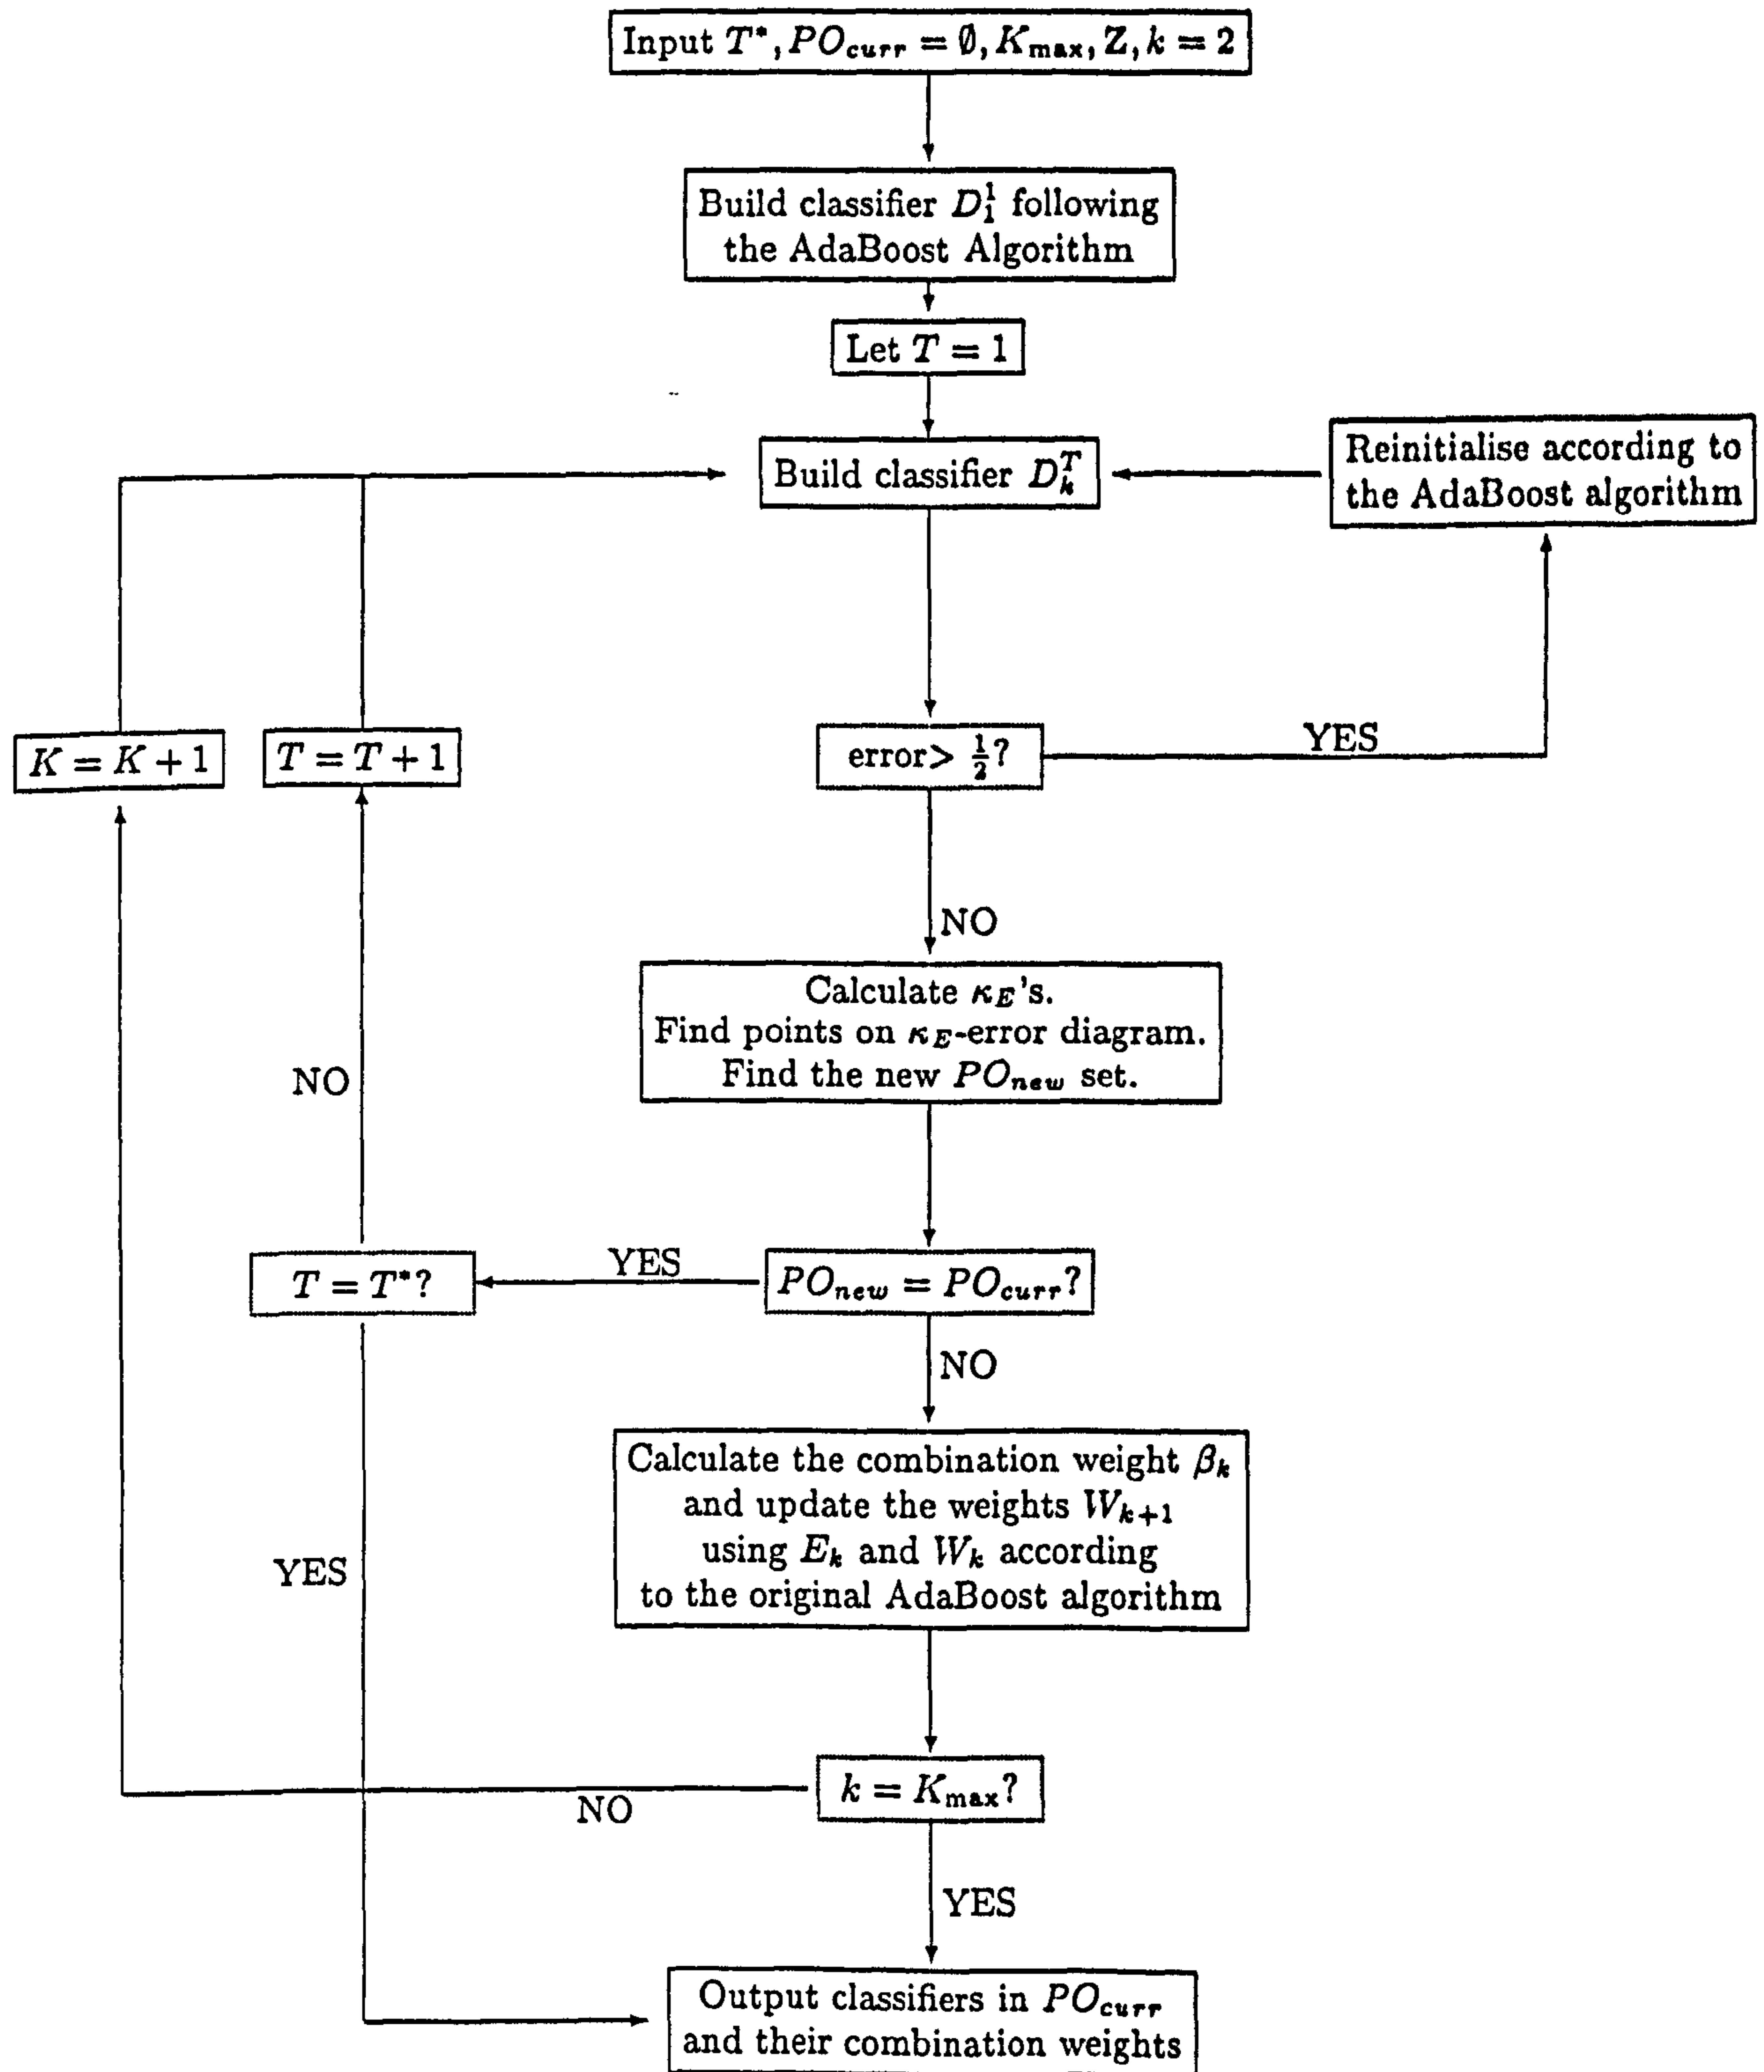 Input T*, PO_curr = ∅, K_max, Z, k = 2
Build classifier D_1^1 following
the AdaBoost Algorithm
Let T = 1
Build classifier D_k^T
Reinitialise according to
the AdaBoost algorithm
K = K + 1
T = T + 1
error> 1/2?
YES
NO
Calculate κ_E's.
Find points on κ_E-error diagram.
Find the new PO_new set.
NO
T = T*?
YES
PO_new = PO_curr?
NO
Calculate the combination weight β_k
and update the weights W_{k+1}
using E_k and W_k according
to the original AdaBoost algorithm
YES
k = K_max?
NO
YES
Output classifiers in PO_curr
and their combination weights